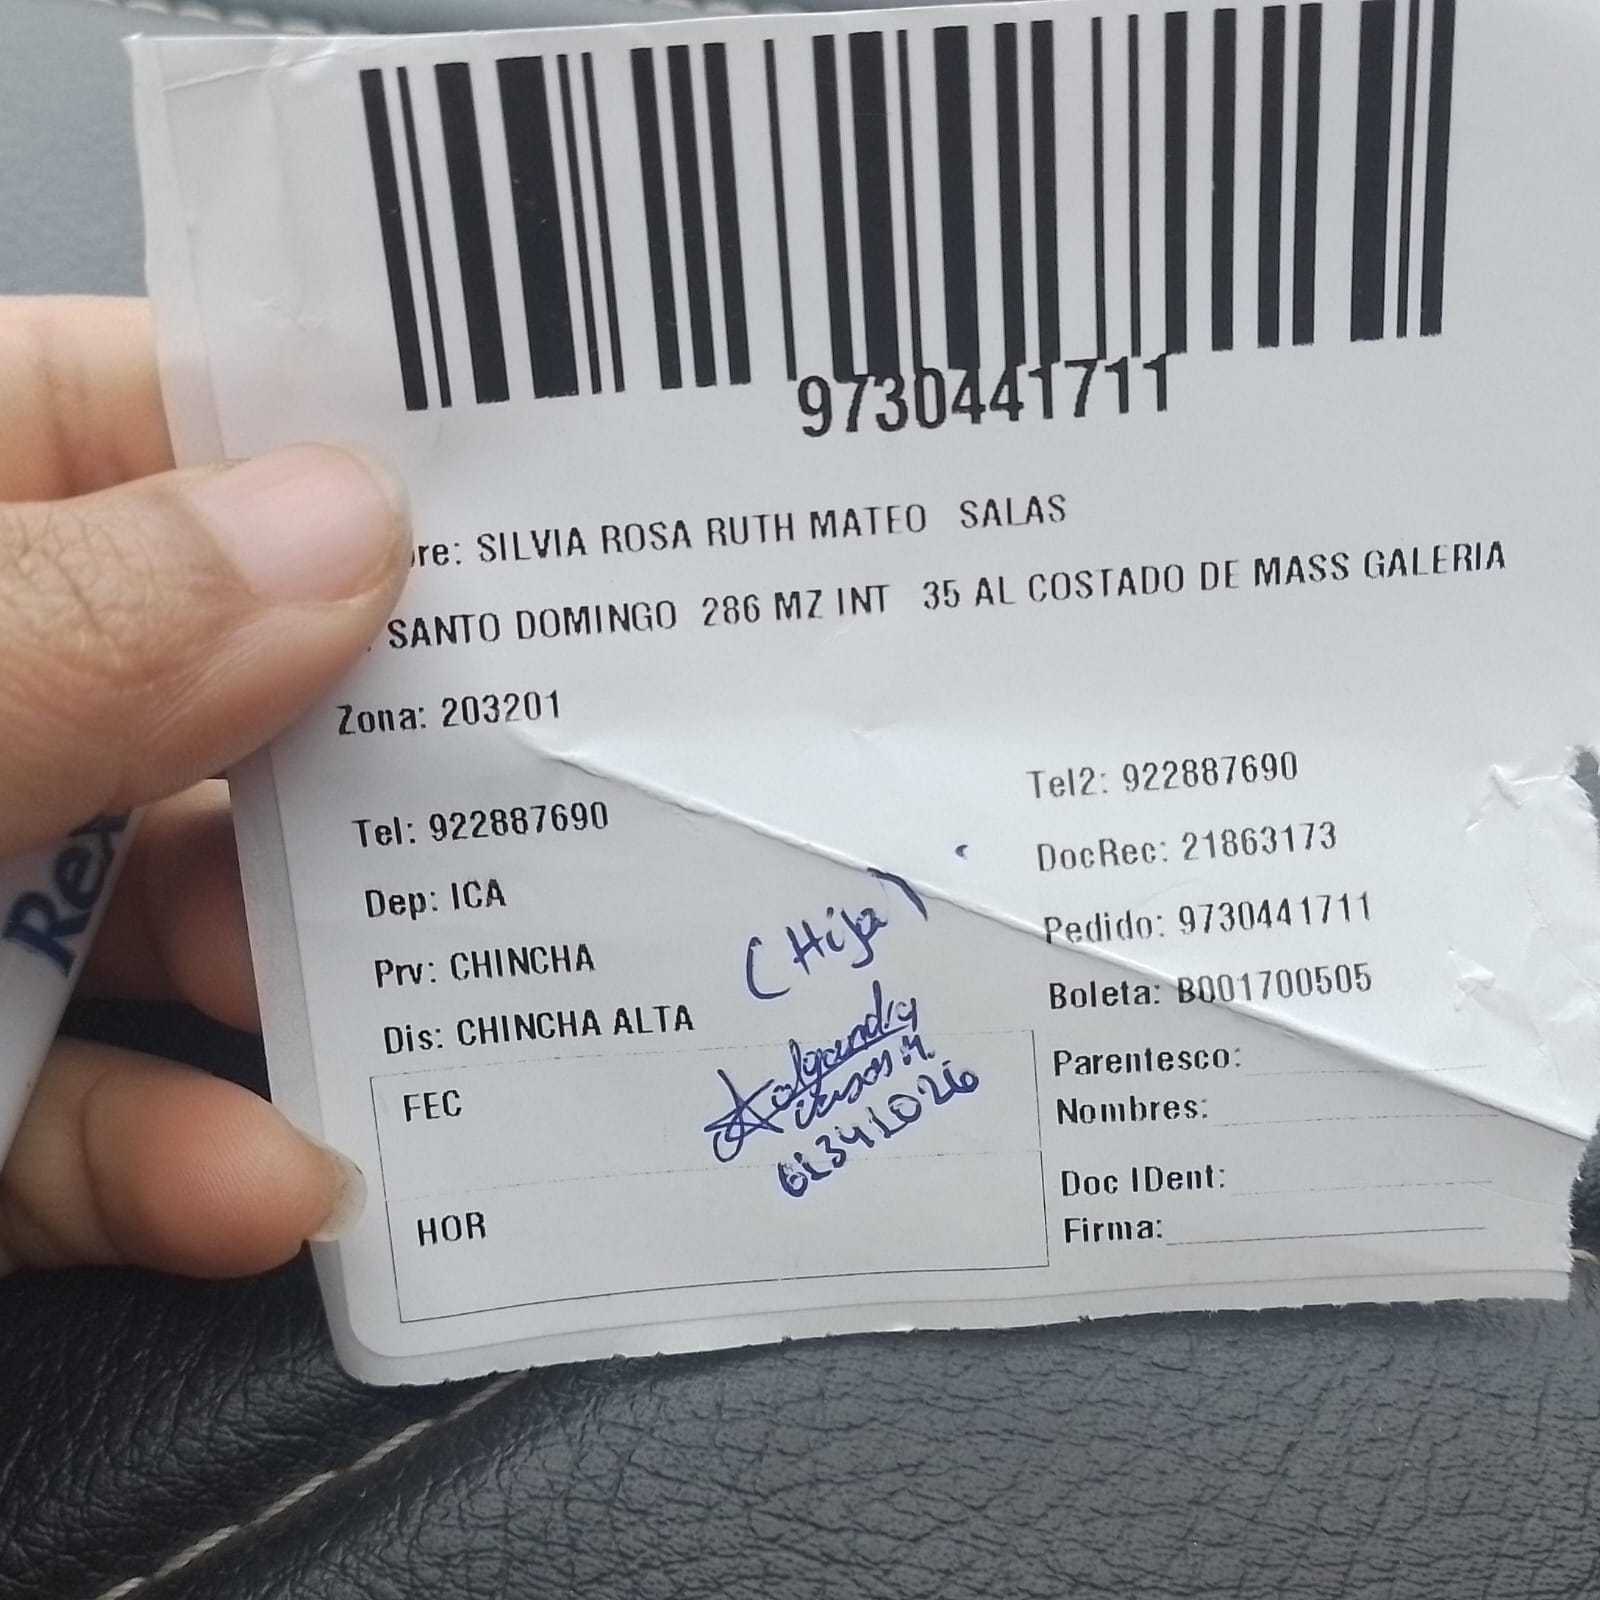 9730441711
re: SILVIA ROSA RUTH MATEO SALAS
SANTO DOMINGO 286 MZ INT 35 AL COSTADO DE MASS GALERIA
Zona: 203201
Tel: 922887690
Tel2: 922887690
DocRec: 21863173
Dep: ICA
Pedido: 9730441711
Prv: CHINCHA
Boleta: B001700505
Dis: CHINCHA ALTA
(Hija)
Parentesco:
Nombres:
FEC
Doc IDent:
Firma:
HOR
Rex